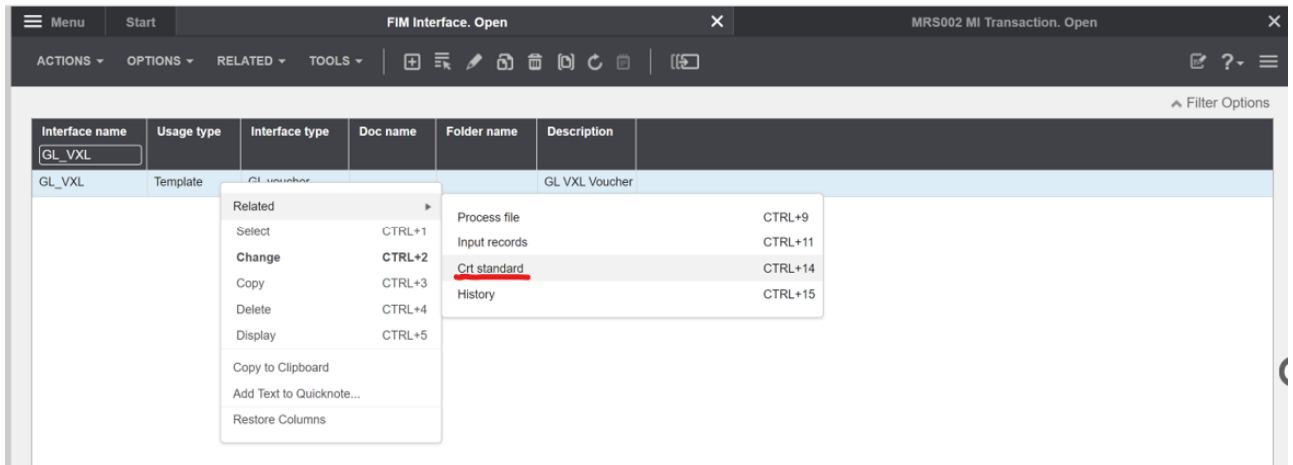 Menu Start FIM Interface. Open MRS002 MI Transaction. Open
ACTIONS OPTIONS RELATED TOOLS ?
Filter Options
Interface name Usage type Interface type Doc name Folder name Description
GL_VXL
GL_VXL Template GL voucher GL VXL Voucher
Related
Select CTRL+1
Change CTRL+2
Copy CTRL+3
Delete CTRL+4
Display CTRL+5
Copy to Clipboard
Add Text to Quicknote...
Restore Columns
Process file CTRL+9
Input records CTRL+11
Crt standard CTRL+14
History CTRL+15